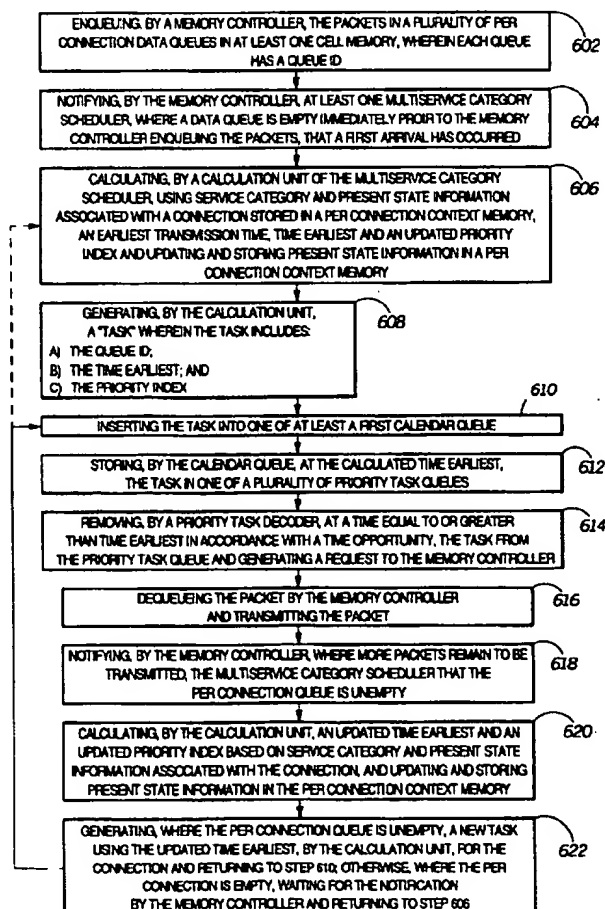 ENQUEUING, BY A MEMORY CONTROLLER, THE PACKETS IN A PLURALITY OF PER
CONNECTION DATA QUEUES IN AT LEAST ONE CELL MEMORY, WHEREIN EACH QUEUE
HAS A QUEUE ID
602
NOTIFYING, BY THE MEMORY CONTROLLER, AT LEAST ONE MULTISERVICE CATEGORY
SCHEDULER, WHERE A DATA QUEUE IS EMPTY IMMEDIATELY PROIR TO THE MEMORY
CONTROLLER ENQUEUING THE PACKETS, THAT A FIRST ARRIVAL HAS OCCURRED
604
CALCULATING, BY A CALCULATION UNIT OF THE MULTISERVICE CATEGORY
SCHEDULER, USING SERVICE CATEGORY AND PRESENT STATE INFORMATION
ASSOCIATED WITH A CONNECTION STORED IN A PER CONNECTION CONTEXT MEMORY,
AN EARLIEST TRANSMISSION TIME, TIME EARLIEST AND AN UPDATED PRIORITY
INDEX AND UPDATING AND STORING PRESENT STATE INFORMATION IN A PER
CONNECTION CONTEXT MEMORY
606
GENERATING, BY THE CALCULATION UNIT,
A "TASK" WHEREIN THE TASK INCLUDES:
A) THE QUEUE ID;
B) THE TIME EARLIEST; AND
C) THE PRIORITY INDEX
608
INSERTING THE TASK INTO ONE OF AT LEAST A FIRST CALENDAR QUEUE
610
STORING, BY THE CALENDAR QUEUE, AT THE CALCULATED TIME EARLIEST,
THE TASK IN ONE OF A PLURALITY OF PRIORITY TASK QUEUES
612
REMOVING, BY A PRIORITY TASK DECODER, AT A TIME EQUAL TO OR GREATER
THAN TIME EARLIEST IN ACCORDANCE WITH A TIME OPPORTUNITY, THE TASK FROM
THE PRIORITY TASK QUEUE AND GENERATING A REQUEST TO THE MEMORY CONTROLLER
614
DEQUEUEING THE PACKET BY THE MEMORY CONTROLLER
AND TRANSMITTING THE PACKET
616
NOTIFYING, BY THE MEMORY CONTROLLER, WHERE MORE PACKETS REMAIN TO BE
TRANSMITTED, THE MULTISERVICE CATEGORY SCHEDULER THAT THE
PER CONNECTION QUEUE IS UNEMPTY
618
CALCULATING, BY THE CALCULATION UNIT, AN UPDATED TIME EARLIEST AND AN
UPDATED PRIORITY INDEX BASED ON SERVICE CATEGORY AND PRESENT STATE
INFORMATION ASSOCIATED WITH THE CONNECTION, AND UPDATING AND STORING
PRESENT STATE INFORMATION IN THE PER CONNECTION CONTEXT MEMORY
620
GENERATING, WHERE THE PER CONNECTION QUEUE IS UNEMPTY, A NEW TASK
USING THE UPDATED TIME EARLIEST, BY THE CALCULATION UNIT, FOR THE
CONNECTION AND RETURNING TO STEP 610; OTHERWISE, WHERE THE PER
CONNECTION IS EMPTY, WAITING FOR THE NOTIFICATION
BY THE MEMORY CONTROLLER AND RETURNING TO STEP 606
622